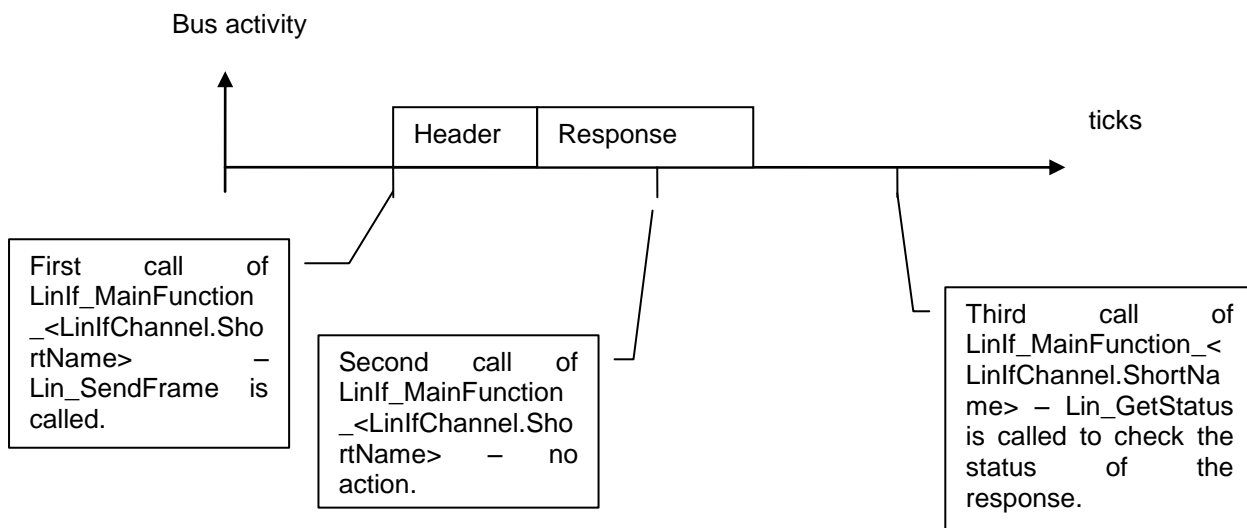 Bus activity
ticks
Header
Response
First call of
LinIf_MainFunction
_<LinIfChannel.Sho
rtName> –
Lin_SendFrame is
called.
Second call of
LinIf_MainFunction
_<LinIfChannel.Sho
rtName> – no
action.
Third call of
LinIf_MainFunction_<
LinIfChannel.ShortNa
me> – Lin_GetStatus
is called to check the
status of the
response.